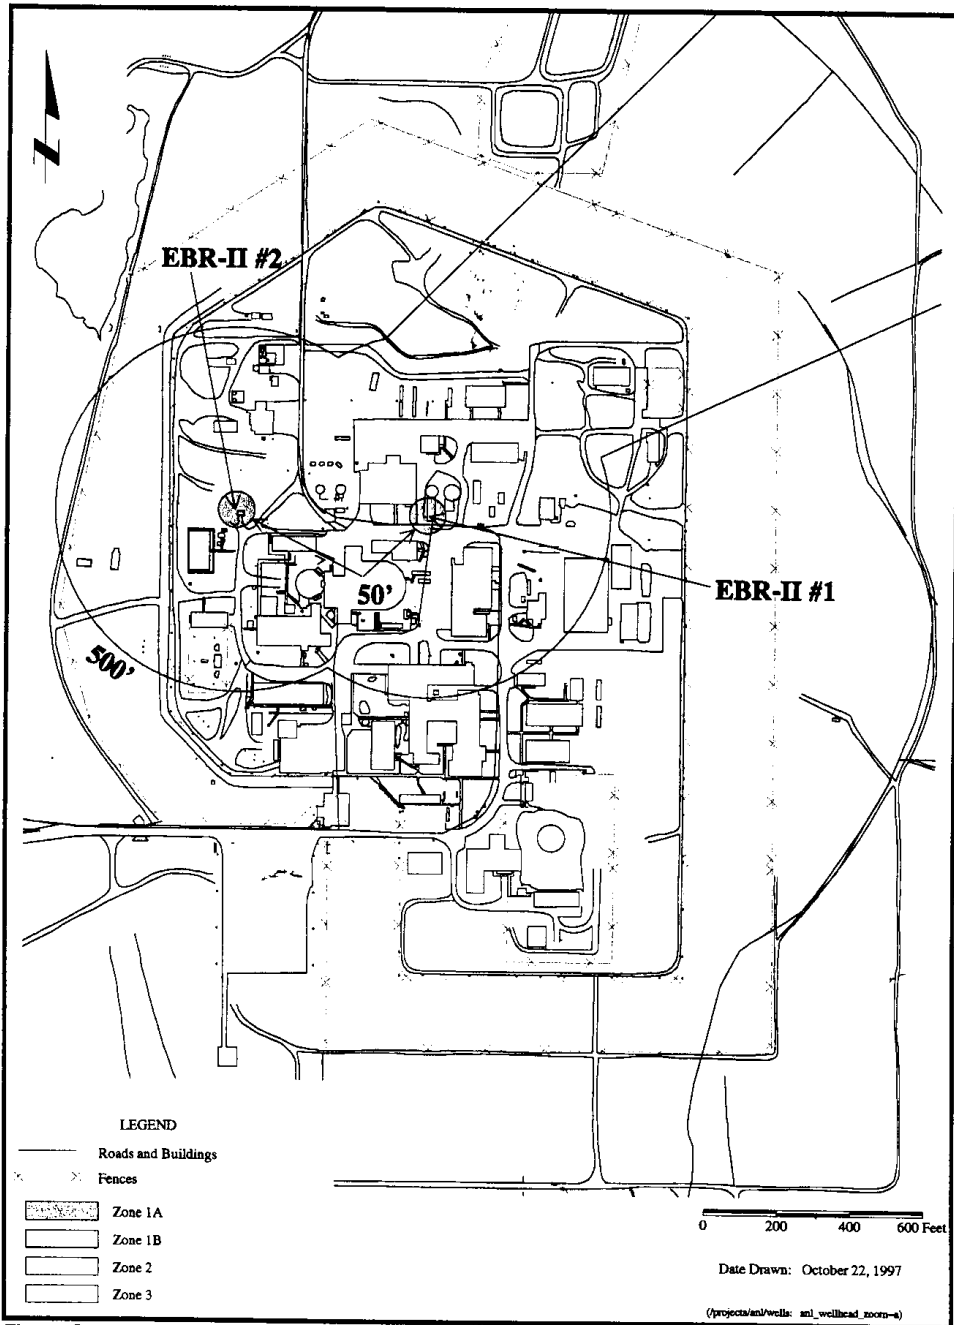 EBR-II #2
EBR-II #1
50'
500'
LEGEND
Roads and Buildings
Fences
Zone 1A
Zone 1B
Zone 2
Zone 3
0 200 400 600 Feet
Date Drawn: October 22, 1997
(/projects/anl/wells: anl_wellhead_zoom-a)